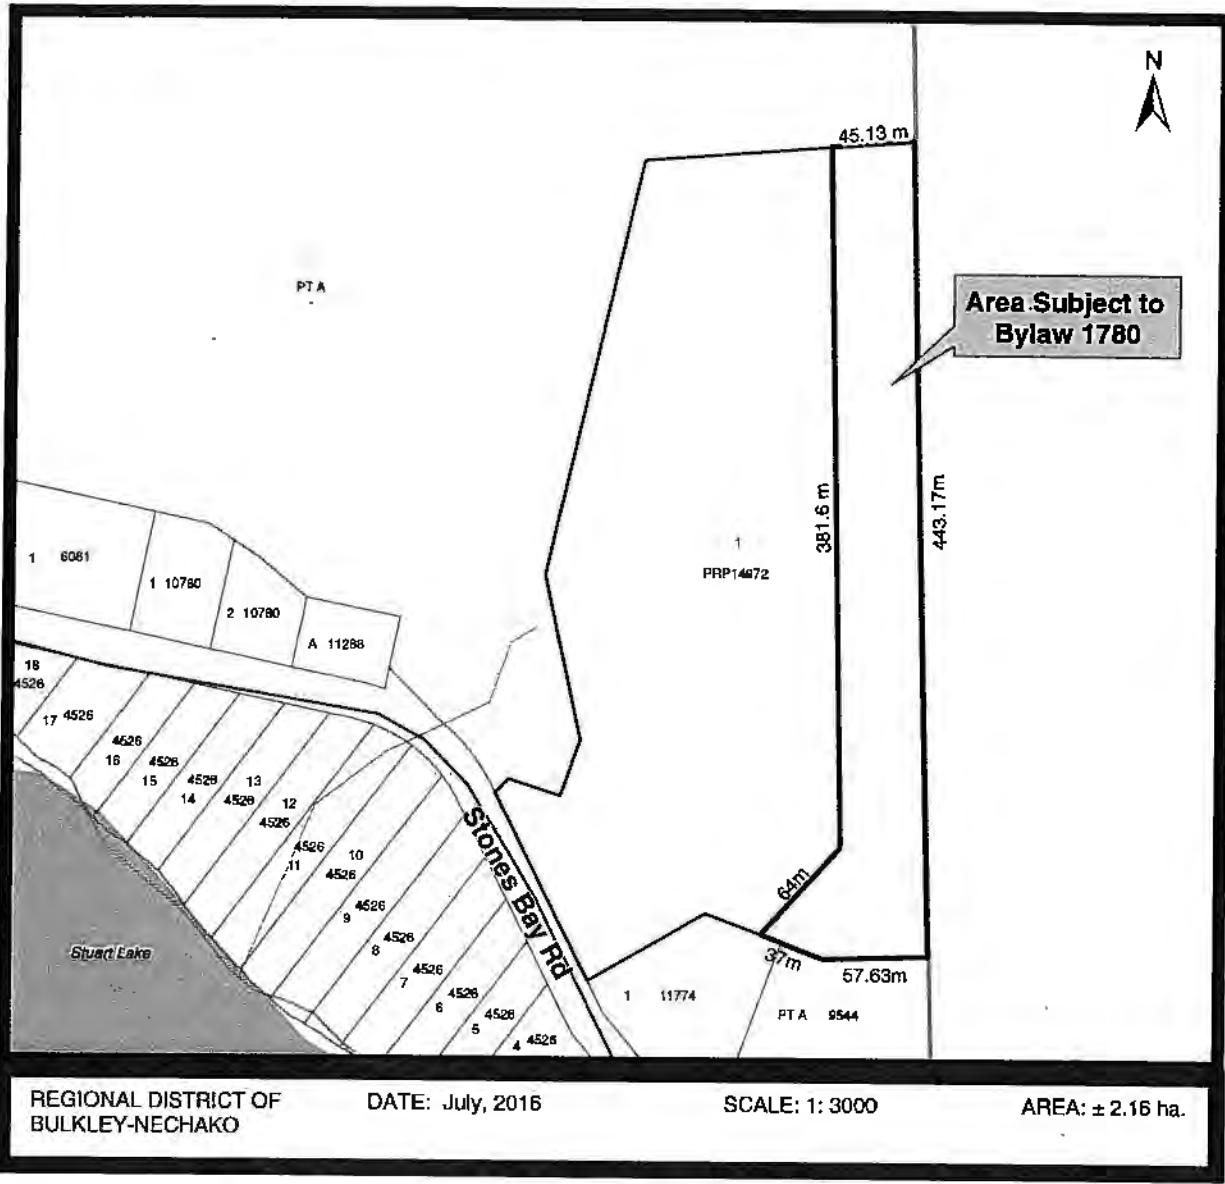 N
45.13 m
PT A
Area Subject to
Bylaw 1780
381.6 m
443.17m
1
PRP14972
1 6081
1 10780
2 10780
A 11288
18
4526
17 4526
4526
16
4526
15
4526
14
13
4526
12
4526
4526
11
10
4526
4526
9
4526
8
4526
7
4526
6
4526
5
4526
4
Stones Bay Rd
64m
37m
57.63m
1 11774
PT A 9544
Stuart Lake
REGIONAL DISTRICT OF
BULKLEY-NECHAKO
DATE: July, 2016
SCALE: 1: 3000
AREA: ± 2.16 ha.